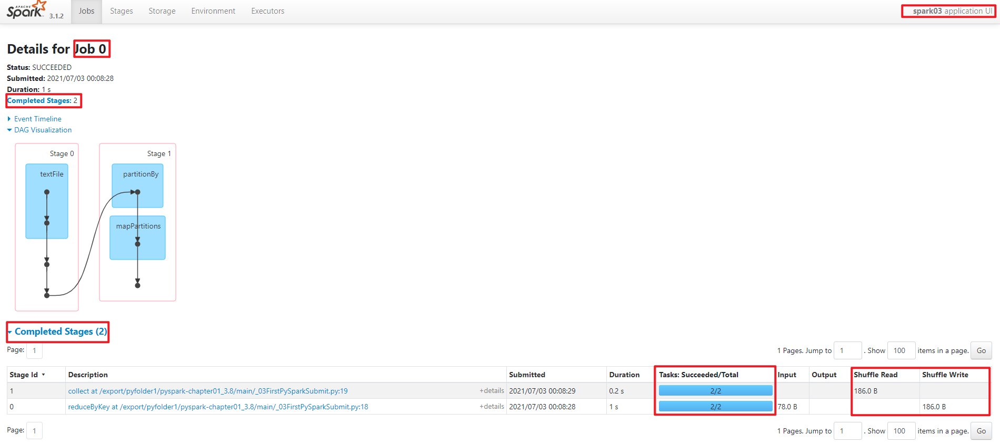 APACHE
Spark 3.1.2 Jobs Stages Storage Environment Executors spark03 application UI
Details for Job 0
Status: SUCCEEDED
Submitted: 2021/07/03 00:08:28
Duration: 1 s
Completed Stages: 2
Event Timeline
DAG Visualization
Stage 0 Stage 1
textFile partitionBy
mapPartitions
Completed Stages (2)
Page: 1 1 Pages. Jump to 1 . Show 100 items in a page. Go
Stage Id Description Submitted Duration Tasks: Succeeded/Total Input Output Shuffle Read Shuffle Write
1 collect at /export/pyfolder1/pyspark-chapter01_3.8/main/_03FirstPySparkSubmit.py:19 +details 2021/07/03 00:08:29 0.2 s 2/2 186.0 B
0 reduceByKey at /export/pyfolder1/pyspark-chapter01_3.8/main/_03FirstPySparkSubmit.py:18 +details 2021/07/03 00:08:28 1 s 2/2 78.0 B 186.0 B
Page: 1 1 Pages. Jump to 1 . Show 100 items in a page. Go